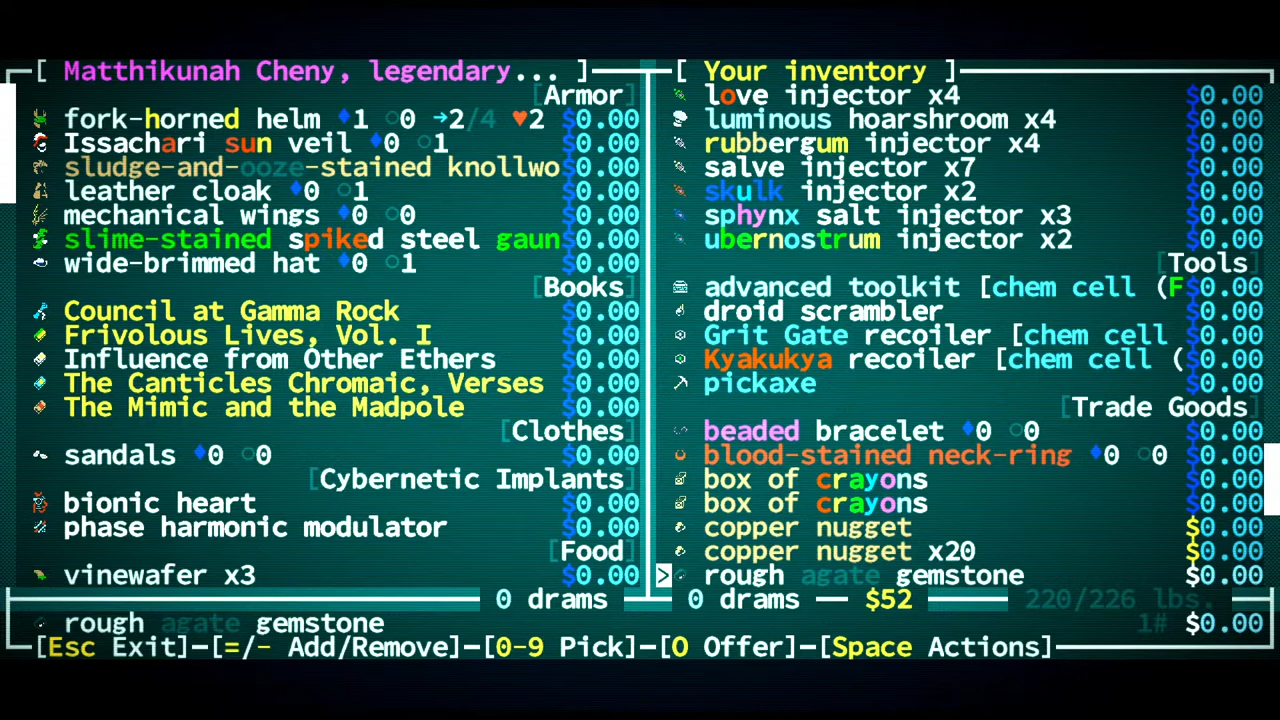 [ Matthikunah Cheny, legendary... ]
[Armor]
fork-horned helm ♦1 ○0 →2/4 ♥2 $0.00
Issachari sun veil ♦0 ○1 $0.00
sludge-and-ooze-stained knollwo $0.00
leather cloak ♦0 ○1 $0.00
mechanical wings ♦0 ○0 $0.00
slime-stained spiked steel gaun $0.00
wide-brimmed hat ♦0 ○1 $0.00
[Books]
Council at Gamma Rock $0.00
Frivolous Lives, Vol. I $0.00
Influence from Other Ethers $0.00
The Canticles Chromaic, Verses $0.00
The Mimic and the Madpole $0.00
[Clothes]
sandals ♦0 ○0 $0.00
[Cybernetic Implants]
bionic heart $0.00
phase harmonic modulator $0.00
[Food]
vinewafer x3 $0.00
0 drams
[ Your inventory ]
love injector x4 $0.00
luminous hoarshroom x4 $0.00
rubbergum injector x4 $0.00
salve injector x7 $0.00
skulk injector x2 $0.00
sphynx salt injector x3 $0.00
ubernostrum injector x2 $0.00
[Tools]
advanced toolkit [chem cell (F $0.00
droid scrambler $0.00
Grit Gate recoiler [chem cell $0.00
Kyakukya recoiler [chem cell ( $0.00
pickaxe $0.00
[Trade Goods]
beaded bracelet ♦0 ○0 $0.00
blood-stained neck-ring ♦0 ○0 $0.00
box of crayons $0.00
box of crayons $0.00
copper nugget $0.00
copper nugget x20 $0.00
> rough agate gemstone $0.00
0 drams — $52 220/226 lbs.
rough agate gemstone 1# $0.00
[Esc Exit]—[=/- Add/Remove]—[0-9 Pick]—[O Offer]—[Space Actions]